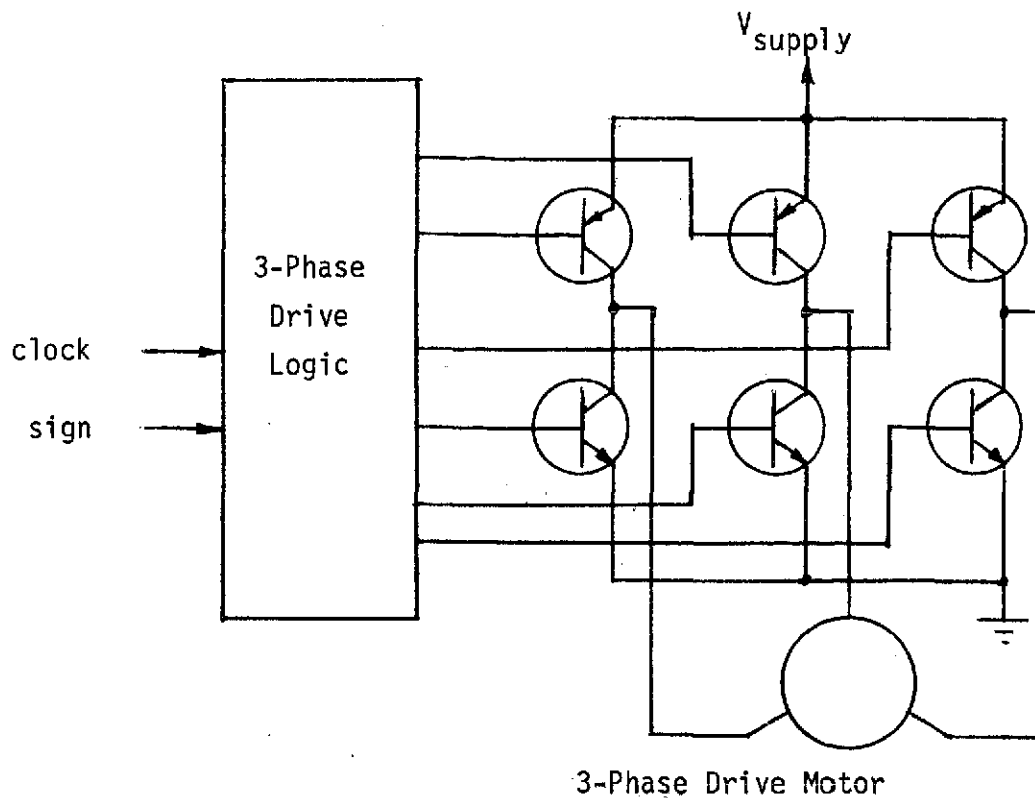 V supply
3-Phase
Drive
Logic
clock
sign
3-Phase Drive Motor